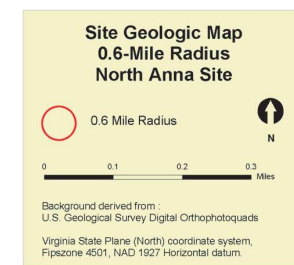 Site Geologic Map
0.6-Mile Radius
North Anna Site
0.6 Mile Radius
N
0 0.1 0.2 0.3
Miles
Background derived from :
U.S. Geological Survey Digital Orthophotoquads
Virginia State Plane (North) coordinate system,
Fipszone 4501, NAD 1927 Horizontal datum.